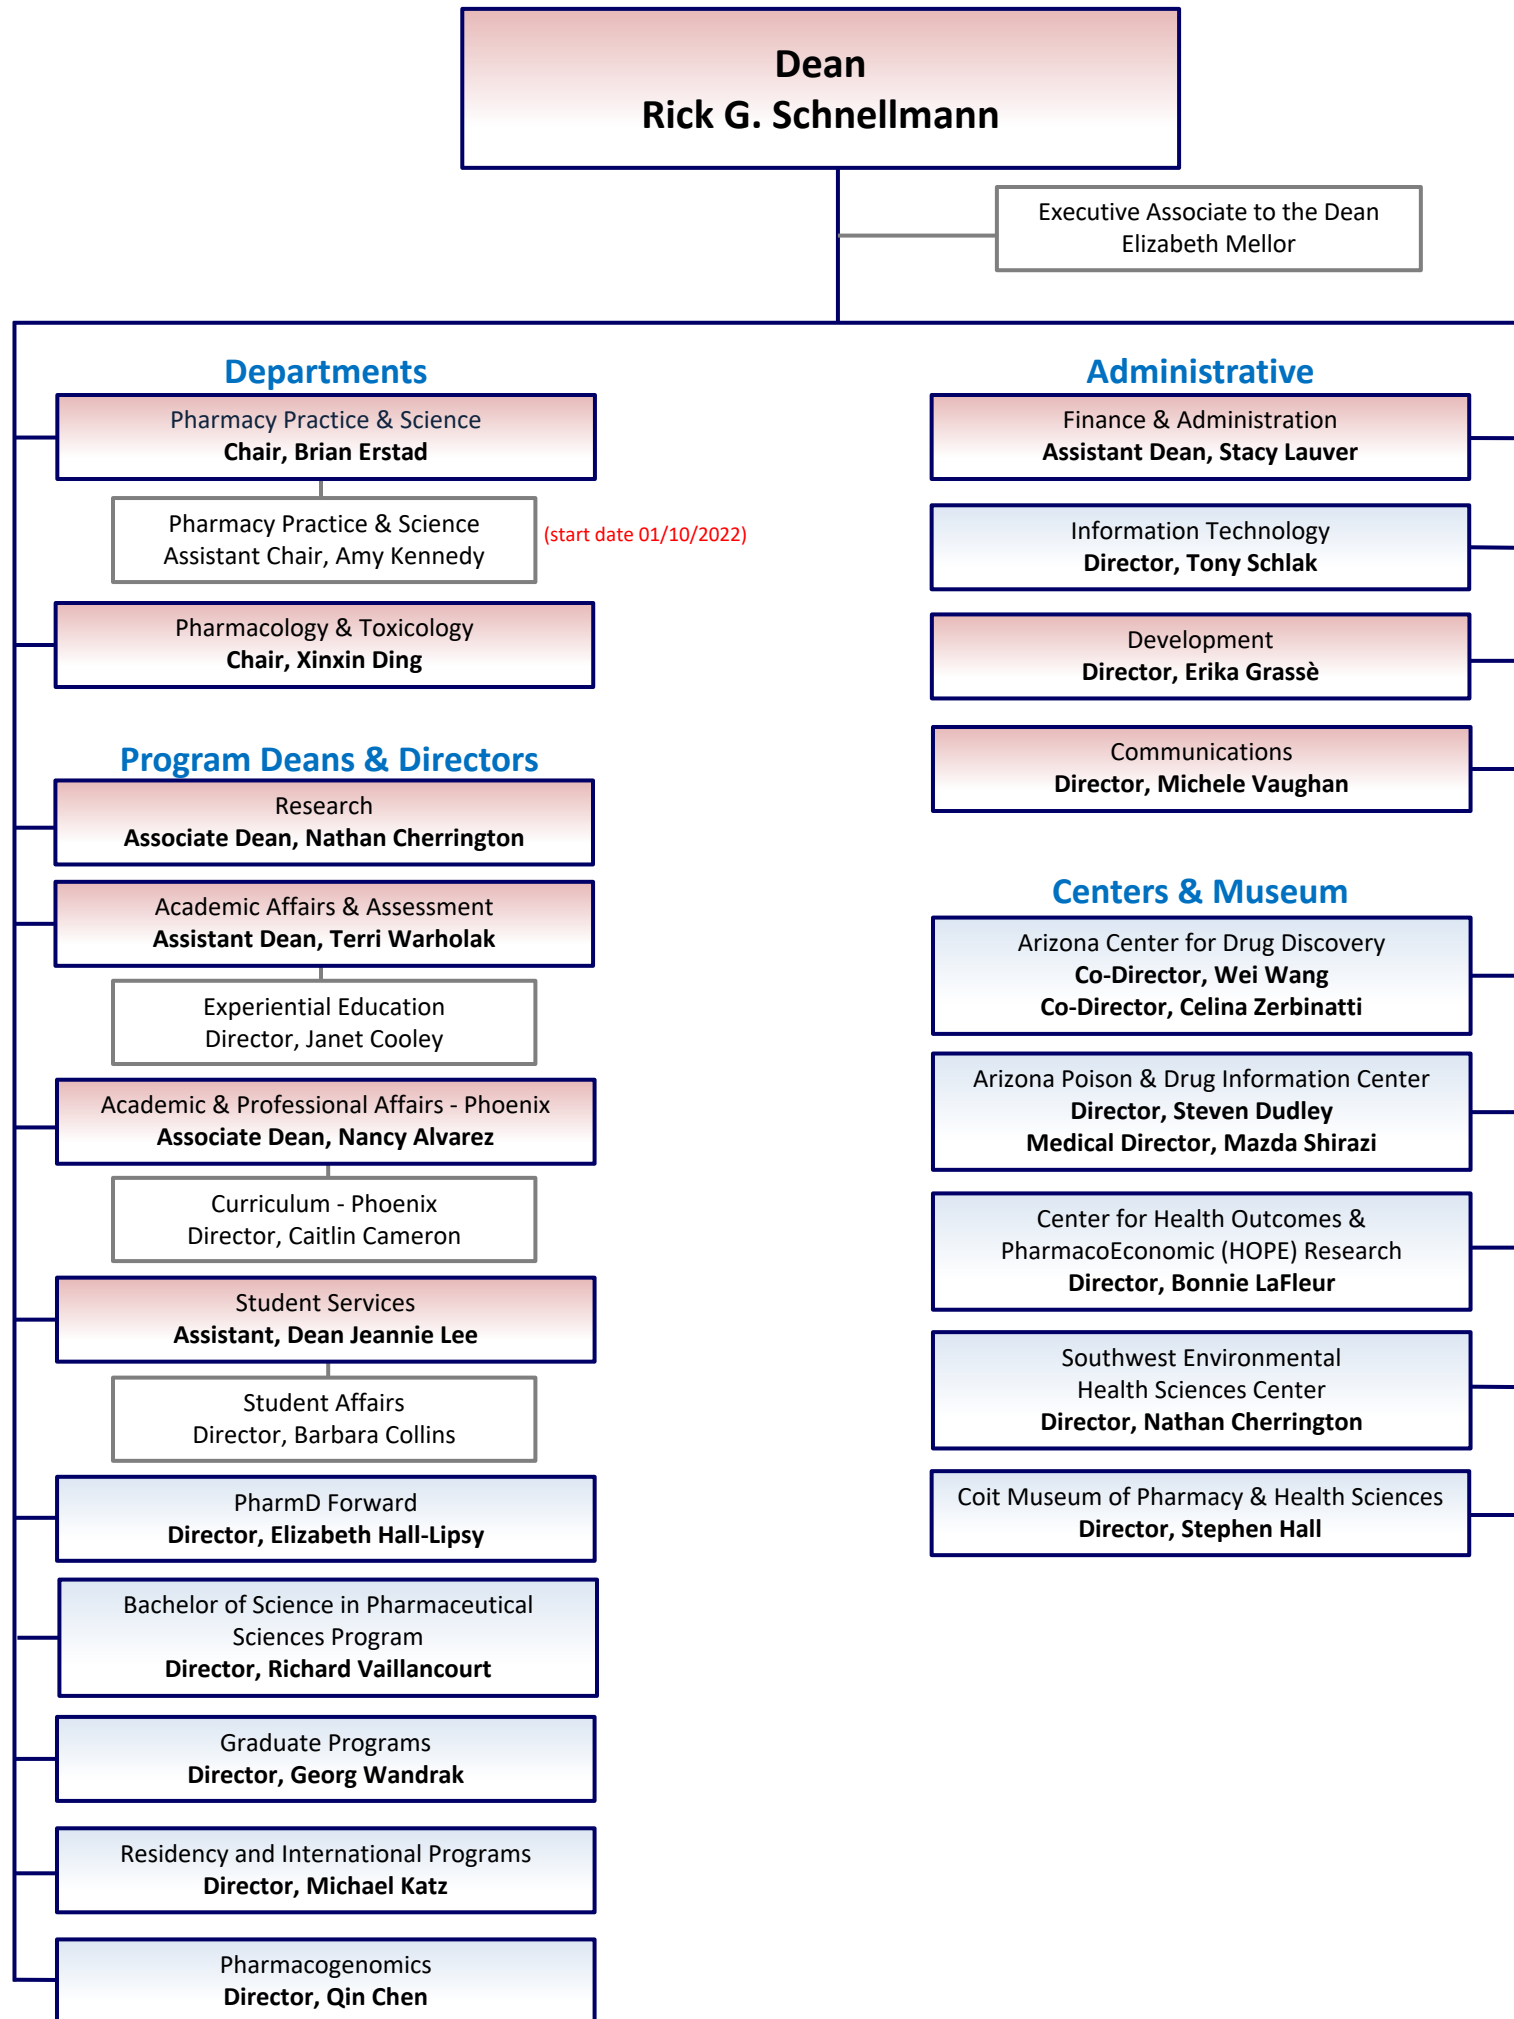 Dean
Rick G. Schnellmann
Executive Associate to the Dean
Elizabeth Mellor
Departments
Pharmacy Practice & Science
Chair, Brian Erstad
Pharmacy Practice & Science
Assistant Chair, Amy Kennedy
(start date 01/10/2022)
Pharmacology & Toxicology
Chair, Xinxin Ding
Program Deans & Directors
Research
Associate Dean, Nathan Cherrington
Academic Affairs & Assessment
Assistant Dean, Terri Warholak
Experiential Education
Director, Janet Cooley
Academic & Professional Affairs - Phoenix
Associate Dean, Nancy Alvarez
Curriculum - Phoenix
Director, Caitlin Cameron
Student Services
Assistant, Dean Jeannie Lee
Student Affairs
Director, Barbara Collins
PharmD Forward
Director, Elizabeth Hall-Lipsy
Bachelor of Science in Pharmaceutical
Sciences Program
Director, Richard Vaillancourt
Graduate Programs
Director, Georg Wandrak
Residency and International Programs
Director, Michael Katz
Pharmacogenomics
Director, Qin Chen
Administrative
Finance & Administration
Assistant Dean, Stacy Lauver
Information Technology
Director, Tony Schlak
Development
Director, Erika Grassè
Communications
Director, Michele Vaughan
Centers & Museum
Arizona Center for Drug Discovery
Co-Director, Wei Wang
Co-Director, Celina Zerbinatti
Arizona Poison & Drug Information Center
Director, Steven Dudley
Medical Director, Mazda Shirazi
Center for Health Outcomes &
PharmacoEconomic (HOPE) Research
Director, Bonnie LaFleur
Southwest Environmental
Health Sciences Center
Director, Nathan Cherrington
Coit Museum of Pharmacy & Health Sciences
Director, Stephen Hall